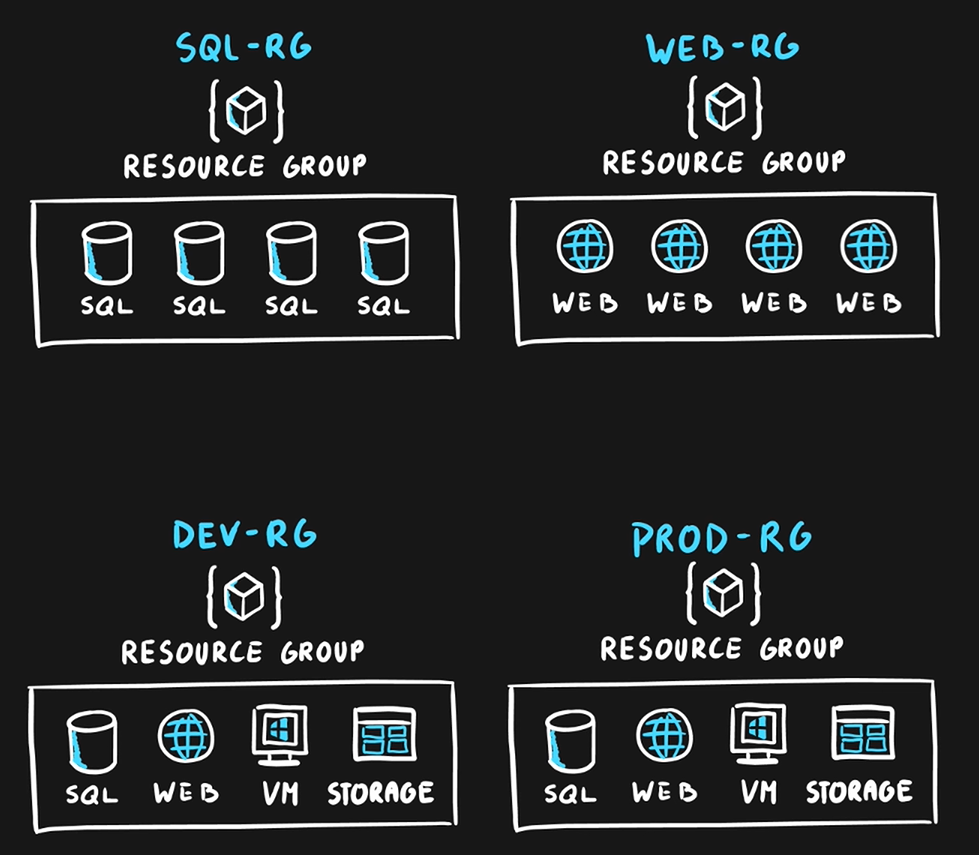 SQL-RG
RESOURCE GROUP
SQL SQL SQL SQL
WEB-RG
RESOURCE GROUP
WEB WEB WEB WEB
DEV-RG
RESOURCE GROUP
SQL WEB VM STORAGE
PROD-RG
RESOURCE GROUP
SQL WEB VM STORAGE